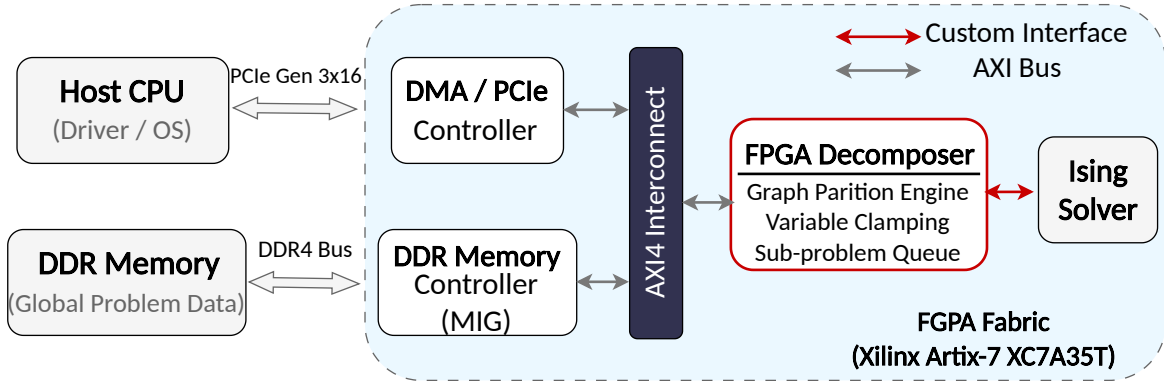 Custom Interface
AXI Bus
PCIe Gen 3x16
Host CPU
(Driver / OS)
DMA / PCIe
Controller
AXI4 Interconnect
FPGA Decomposer
Graph Parition Engine
Variable Clamping
Sub-problem Queue
Ising
Solver
DDR Memory
(Global Problem Data)
DDR4 Bus
DDR Memory
Controller
(MIG)
FGPA Fabric
(Xilinx Artix-7 XC7A35T)